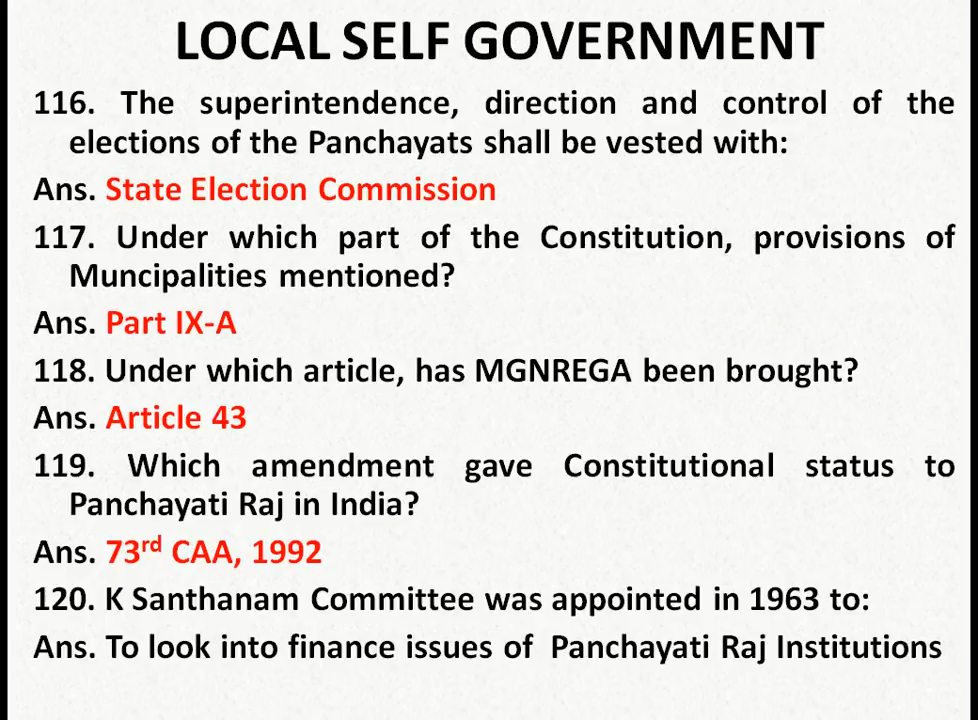 LOCAL SELF GOVERNMENT
116. The superintendence, direction and control of the
elections of the Panchayats shall be vested with:
Ans. State Election Commission
117. Under which part of the Constitution, provisions of
Muncipalities mentioned?
Ans. Part IX-A
118. Under which article, has MGNREGA been brought?
Ans. Article 43
119. Which amendment gave Constitutional status to
Panchayati Raj in India?
Ans. 73rd CAA, 1992
120. K Santhanam Committee was appointed in 1963 to:
Ans. To look into finance issues of Panchayati Raj Institutions